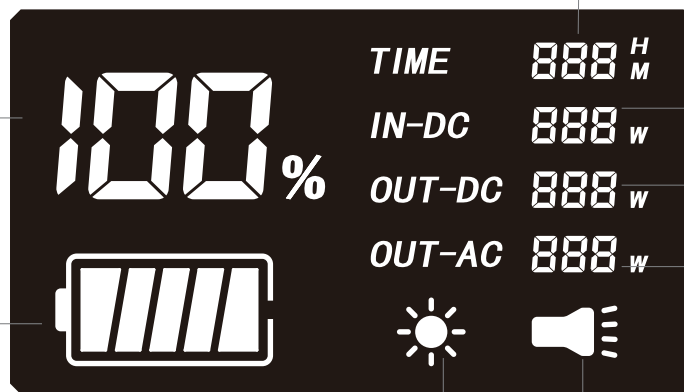 100%
TIME 888 H M
IN-DC 888 W
OUT-DC 888 W
OUT-AC 888 W